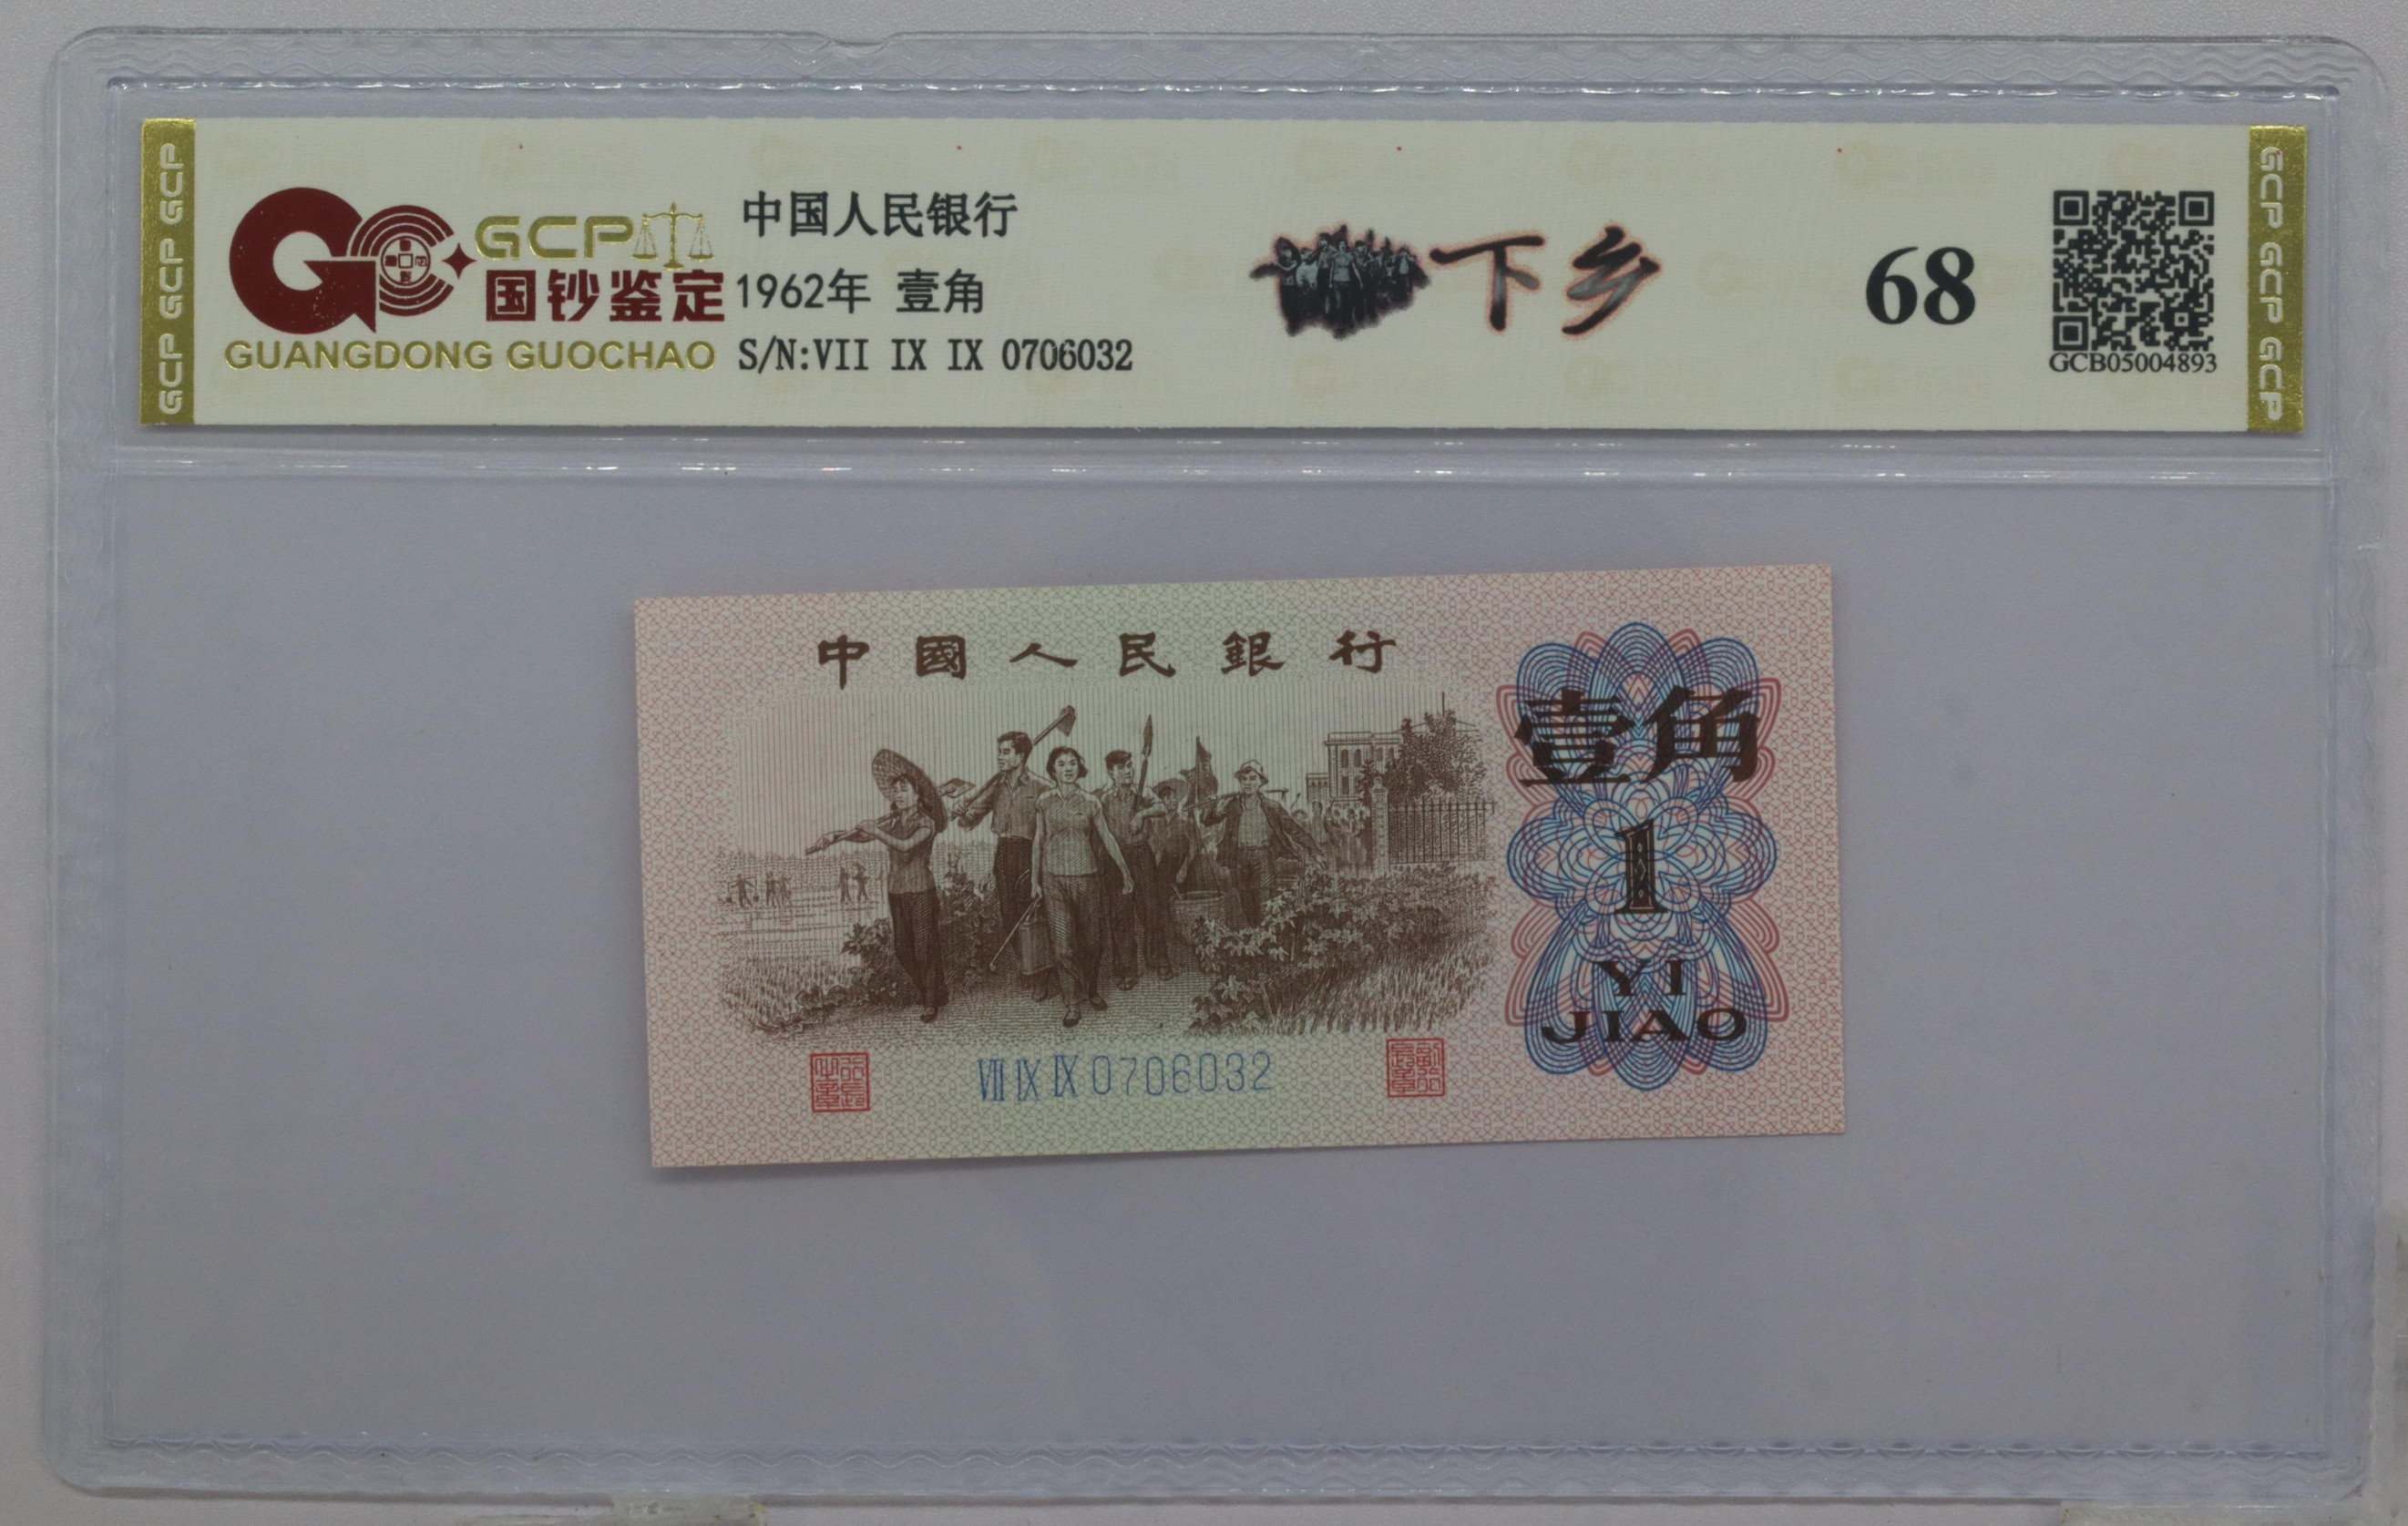 GCP GCP GCP
GCP
国钞鉴定
GUANGDONG GUOCHAO
中国人民银行
1962年 壹角
S/N:VII IX IX 0706032
下乡
68
GCB05004893
GCP GCP GCP
中國人民銀行
壹角
1
YI
JIAO
VII IX IX 0706032